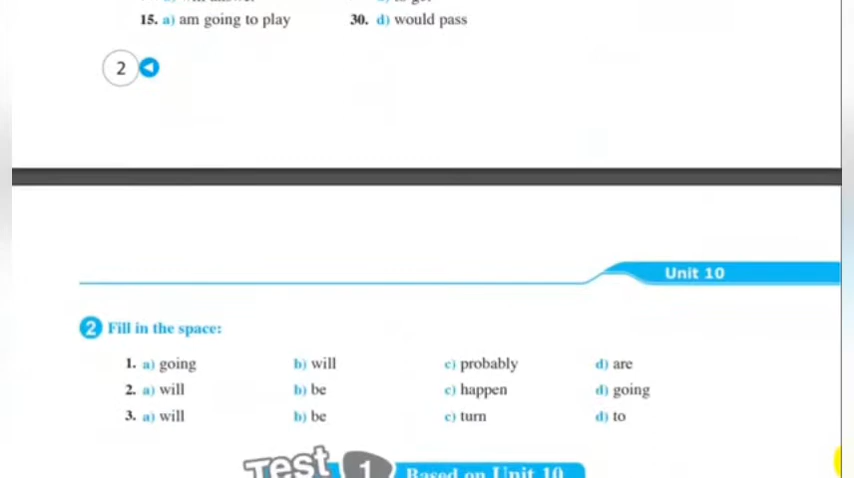 15. a) am going to play 30. d) would pass
2
Unit 10
2 Fill in the space:
1. a) going b) will c) probably d) are
2. a) will b) be c) happen d) going
3. a) will b) be c) turn d) to
Test 1 Based on Unit 10